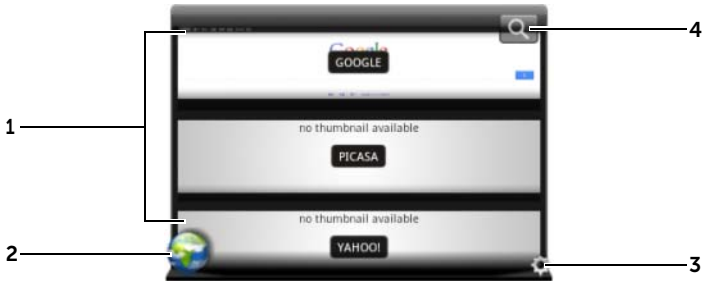 4
Google
GOOGLE
1
no thumbnail available
PICASA
no thumbnail available
2
YAHOO!
3